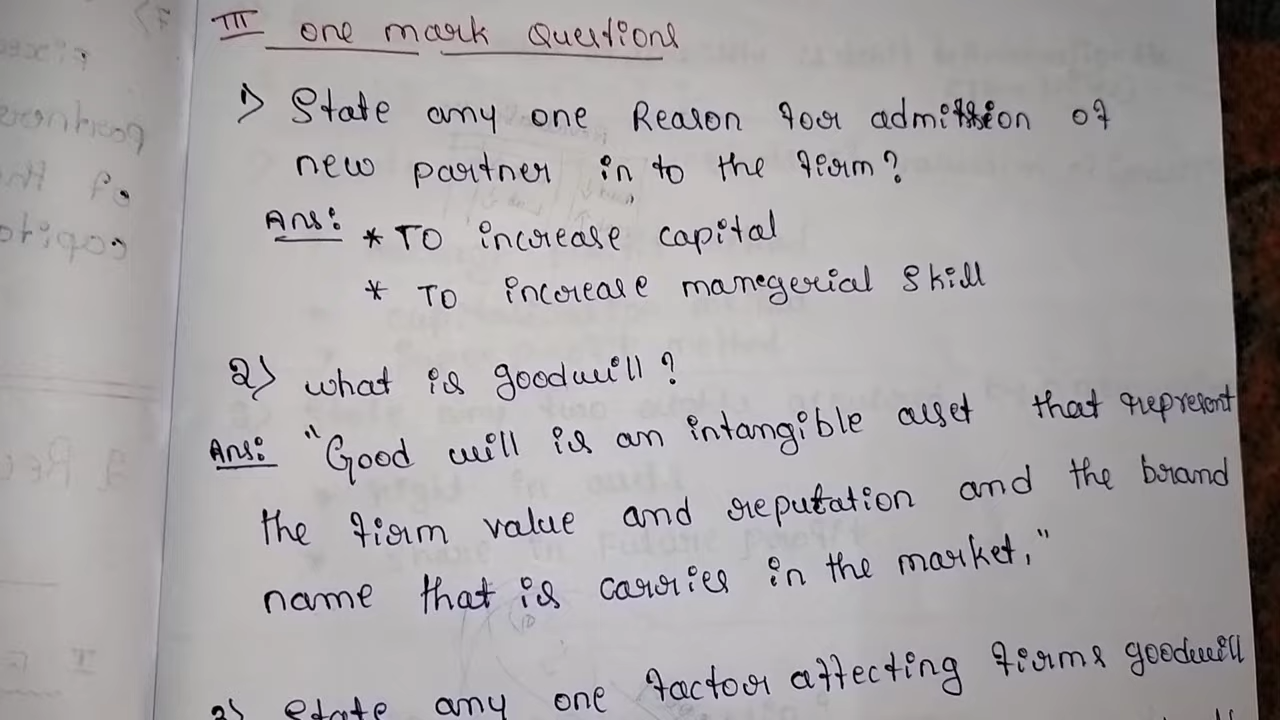 III one mark Questions
1) State any one Reason for admission of
new partner in to the firm?
Ans: * TO increase capital
* TO increase manegerial skill
2) what is goodwill?
Ans: "Good will is an intangible asset that represent
the firm value and reputation and the brand
name that is carries in the market,"
3) State any one factor affecting firms goodwill